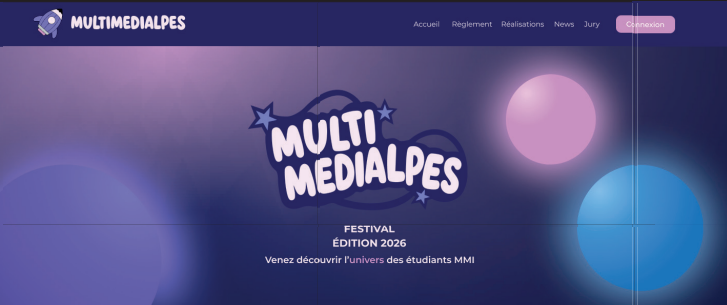 MULTIMEDIALPES
Accueil Règlement Réalisations News Jury Connexion
MULTI
MEDIALPES
FESTIVAL
ÉDITION 2026
Venez découvrir l'univers des étudiants MMI